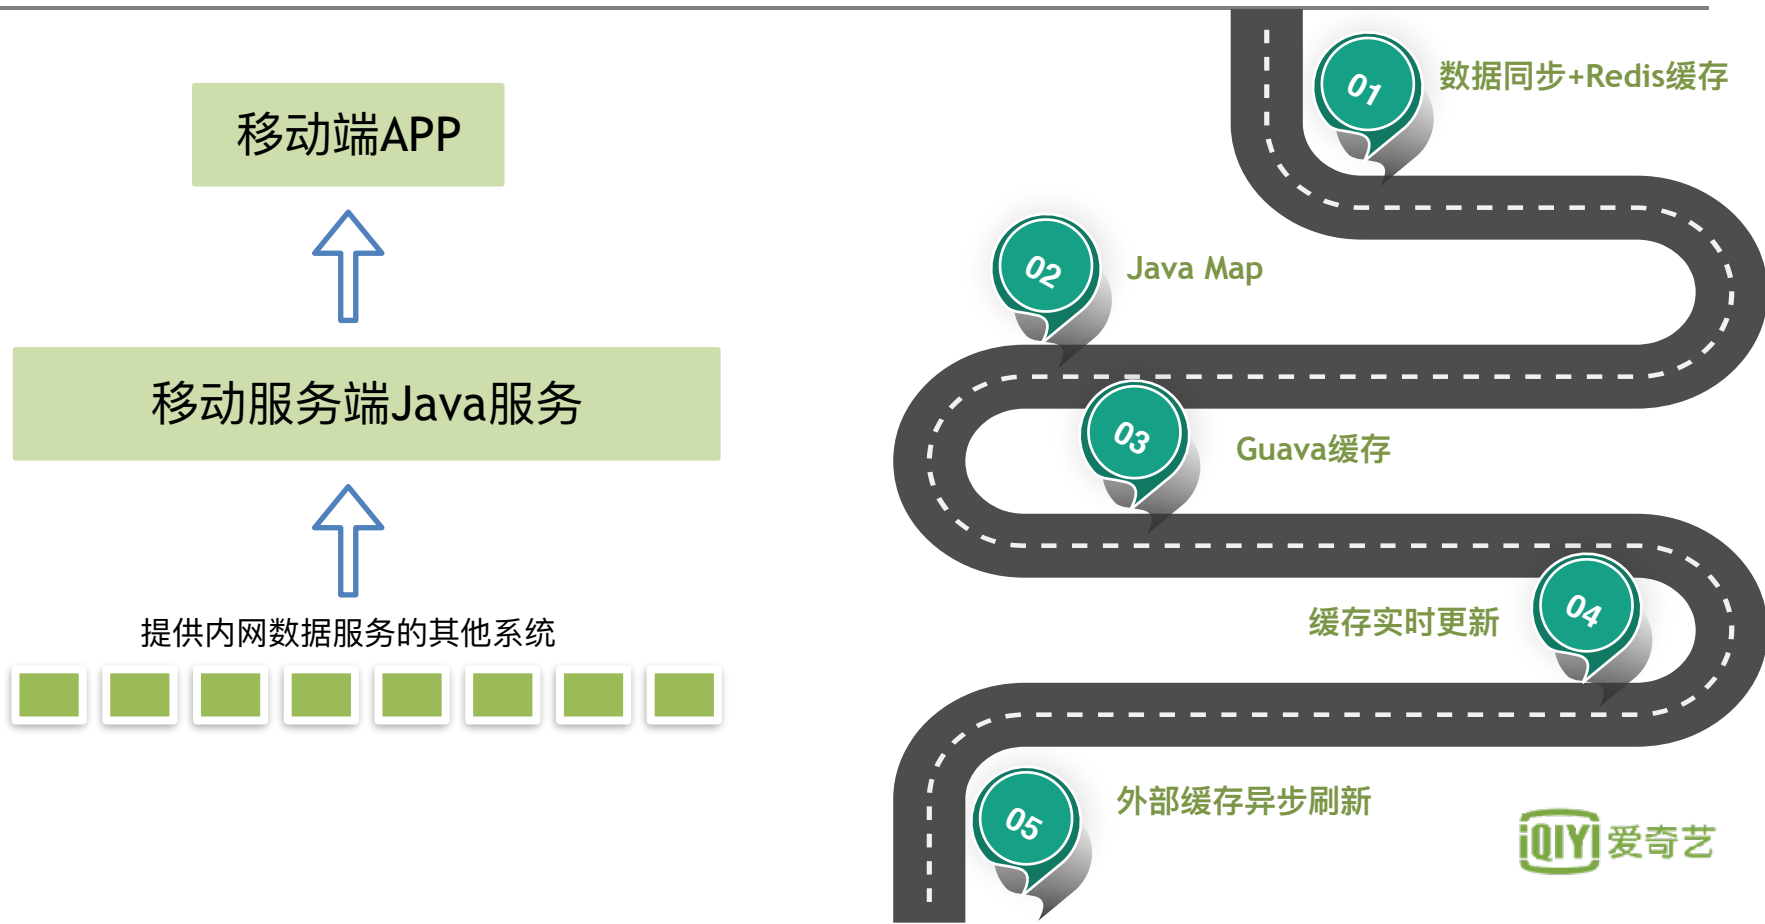 移动端APP
移动服务端Java服务
提供内网数据服务的其他系统
01
数据同步+Redis缓存
02
Java Map
03
Guava缓存
04
缓存实时更新
05
外部缓存异步刷新
iQIYI 爱奇艺